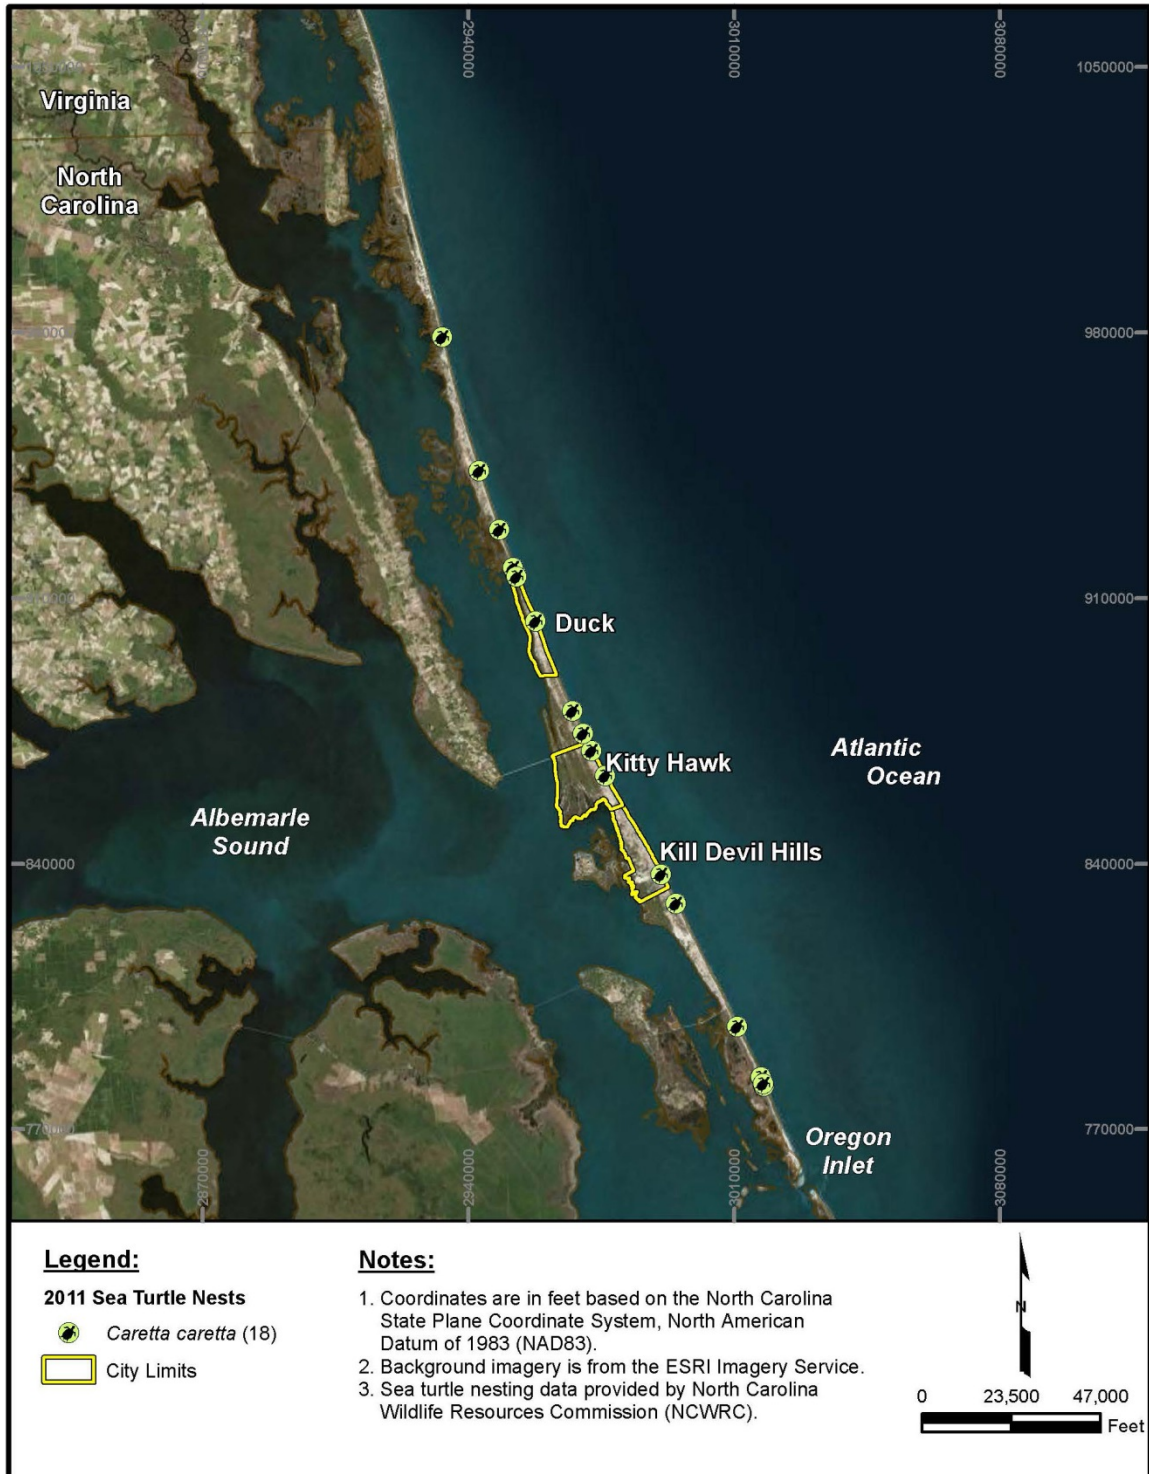 2940000
3010000
3080000
1050000
Virginia
North
Carolina
980000
910000
Duck
Kitty Hawk
Atlantic
Ocean
Albemarle
Sound
Kill Devil Hills
840000
840000
770000
770000
Oregon
Inlet
2870000
2940000
3010000
3080000
Legend:
2011 Sea Turtle Nests
Caretta caretta (18)
City Limits
Notes:
1. Coordinates are in feet based on the North Carolina
State Plane Coordinate System, North American
Datum of 1983 (NAD83).
2. Background imagery is from the ESRI Imagery Service.
3. Sea turtle nesting data provided by North Carolina
Wildlife Resources Commission (NCWRC).
N
0 23,500 47,000
Feet